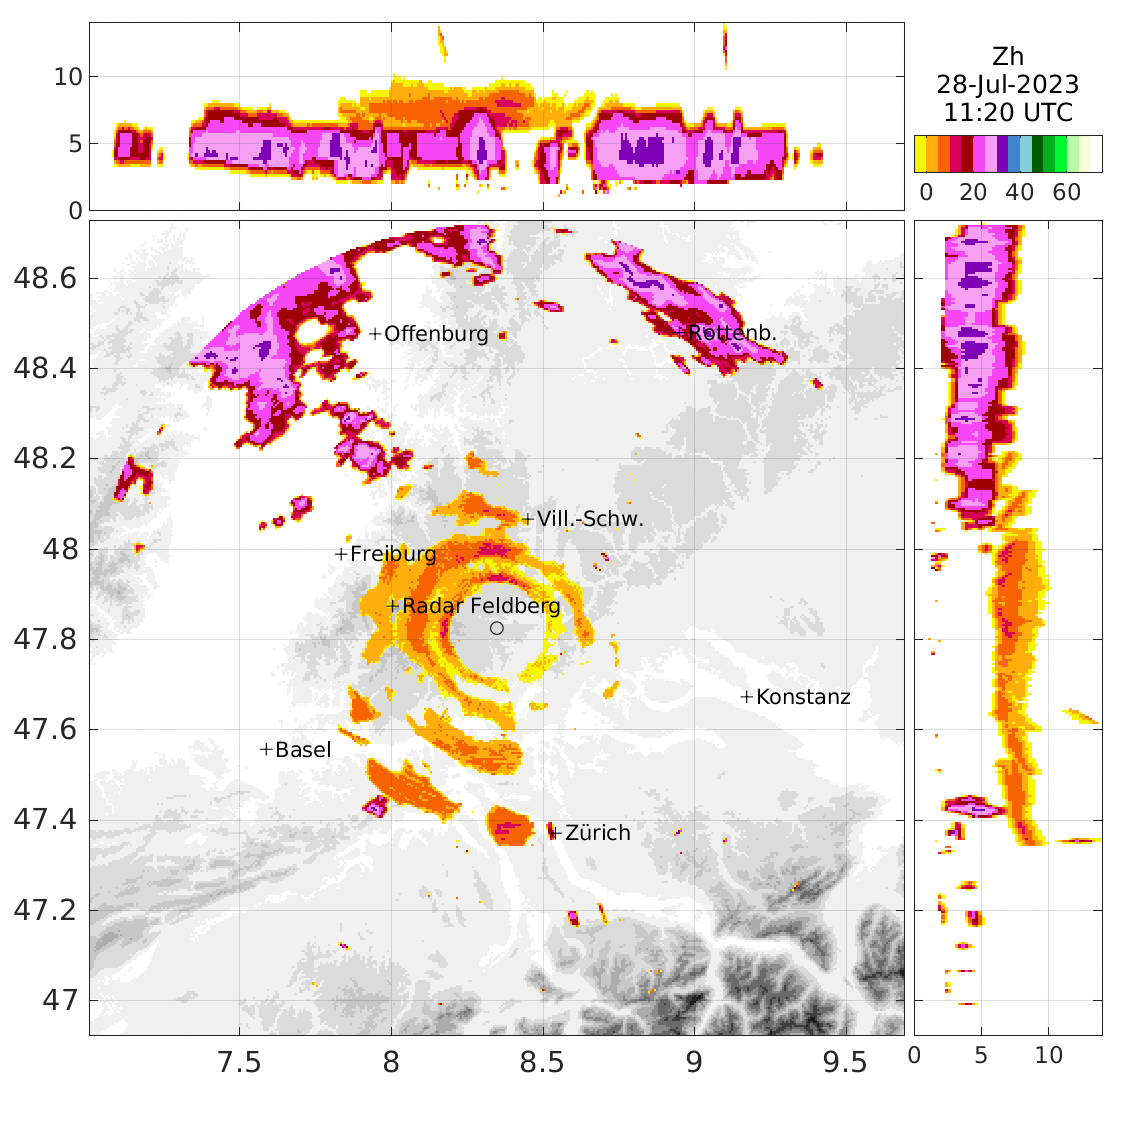 10
5
0
Zh
28-Jul-2023
11:20 UTC
0 20 40 60
48.6
48.4
48.2
48
47.8
47.6
47.4
47.2
47
+Offenburg
+Rottenb.
+Vill.-Schw.
+Freiburg
+Radar Feldberg
+Konstanz
+Basel
+Zürich
7.5 8 8.5 9 9.5
0 5 10